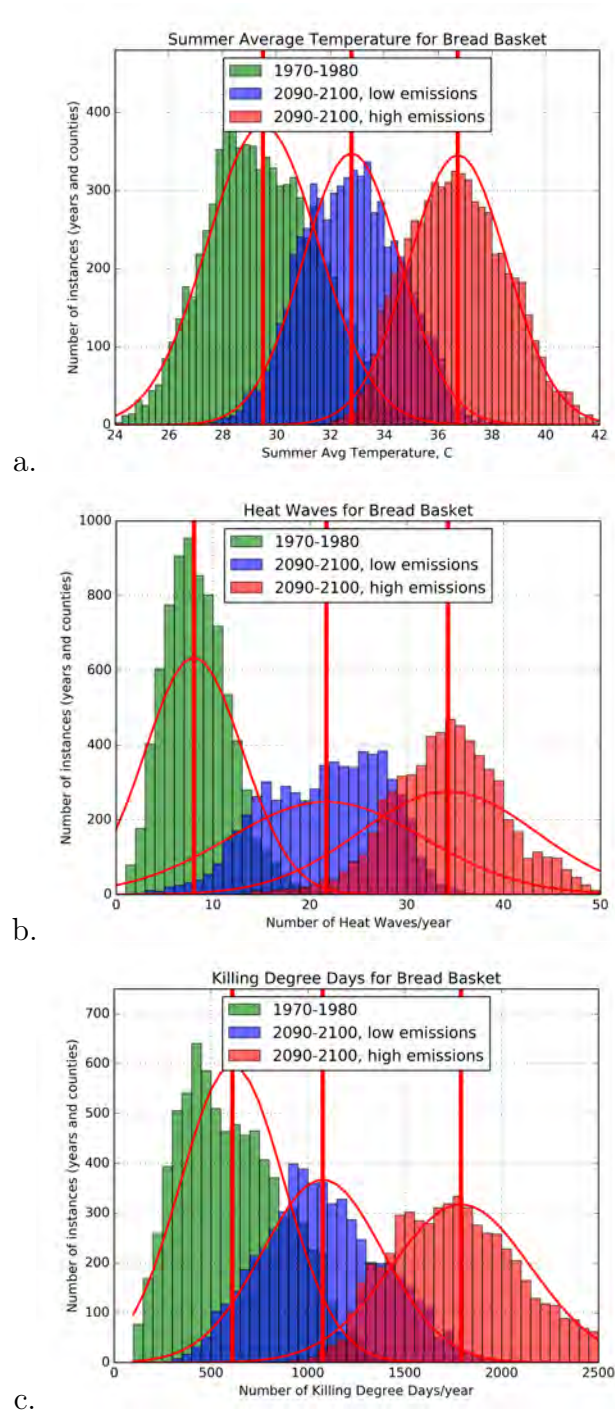 Summer Average Temperature for Bread Basket
1970-1980
2090-2100, low emissions
2090-2100, high emissions
Number of instances (years and counties)
400
300
200
100
0
24 26 28 30 32 34 36 38 40 42
Summer Avg Temperature, C
a.
Heat Waves for Bread Basket
1970-1980
2090-2100, low emissions
2090-2100, high emissions
Number of instances (years and counties)
1000
800
600
400
200
0
0 10 20 30 40 50
Number of Heat Waves/year
b.
Killing Degree Days for Bread Basket
1970-1980
2090-2100, low emissions
2090-2100, high emissions
Number of instances (years and counties)
700
600
500
400
300
200
100
0
0 500 1000 1500 2000 2500
Number of Killing Degree Days/year
c.